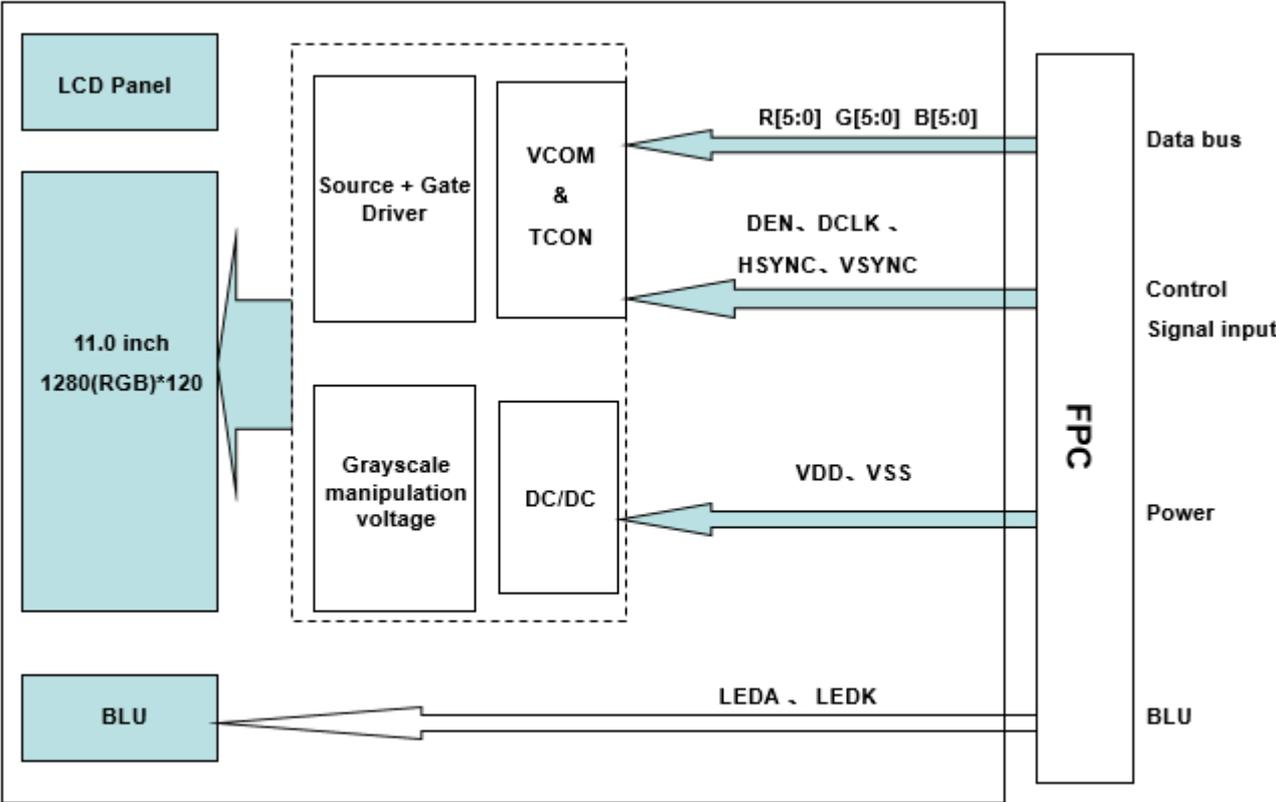 LCD Panel
Source + Gate
Driver
VCOM
&
TCON
R[5:0] G[5:0] B[5:0]
Data bus
DEN、DCLK 、
HSYNC、VSYNC
Control
Signal input
11.0 inch
1280(RGB)*120
FPC
Grayscale
manipulation
voltage
DC/DC
VDD、VSS
Power
BLU
LEDA 、 LEDK
BLU